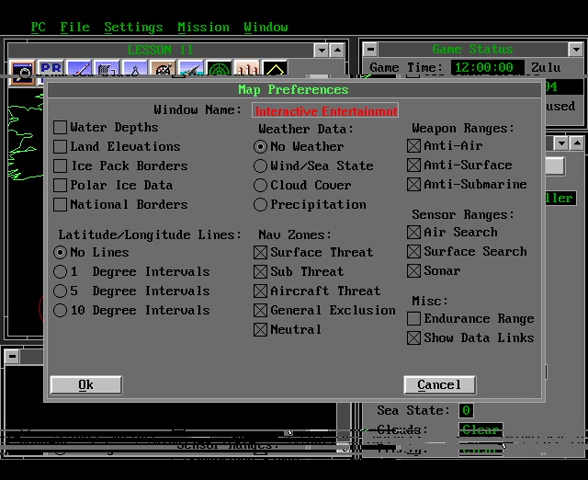 PC File Settings Mission Window
LESSON II
Game Status
PR
Game Time: 12:00:00 Zulu
Map Preferences
Window Name: Interactive Entertainmnt
Water Depths
Land Elevations
Ice Pack Borders
Polar Ice Data
National Borders
Weather Data:
No Weather
Wind/Sea State
Cloud Cover
Precipitation
Weapon Ranges:
Anti-Air
Anti-Surface
Anti-Submarine
Latitude/Longitude Lines:
No Lines
1 Degree Intervals
5 Degree Intervals
10 Degree Intervals
Nav Zones:
Surface Threat
Sub Threat
Aircraft Threat
General Exclusion
Neutral
Sensor Ranges:
Air Search
Surface Search
Sonar
Misc:
Endurance Range
Show Data Links
Ok
Cancel
Sea State: 0
Clouds: Clear
Sensor Ranges: